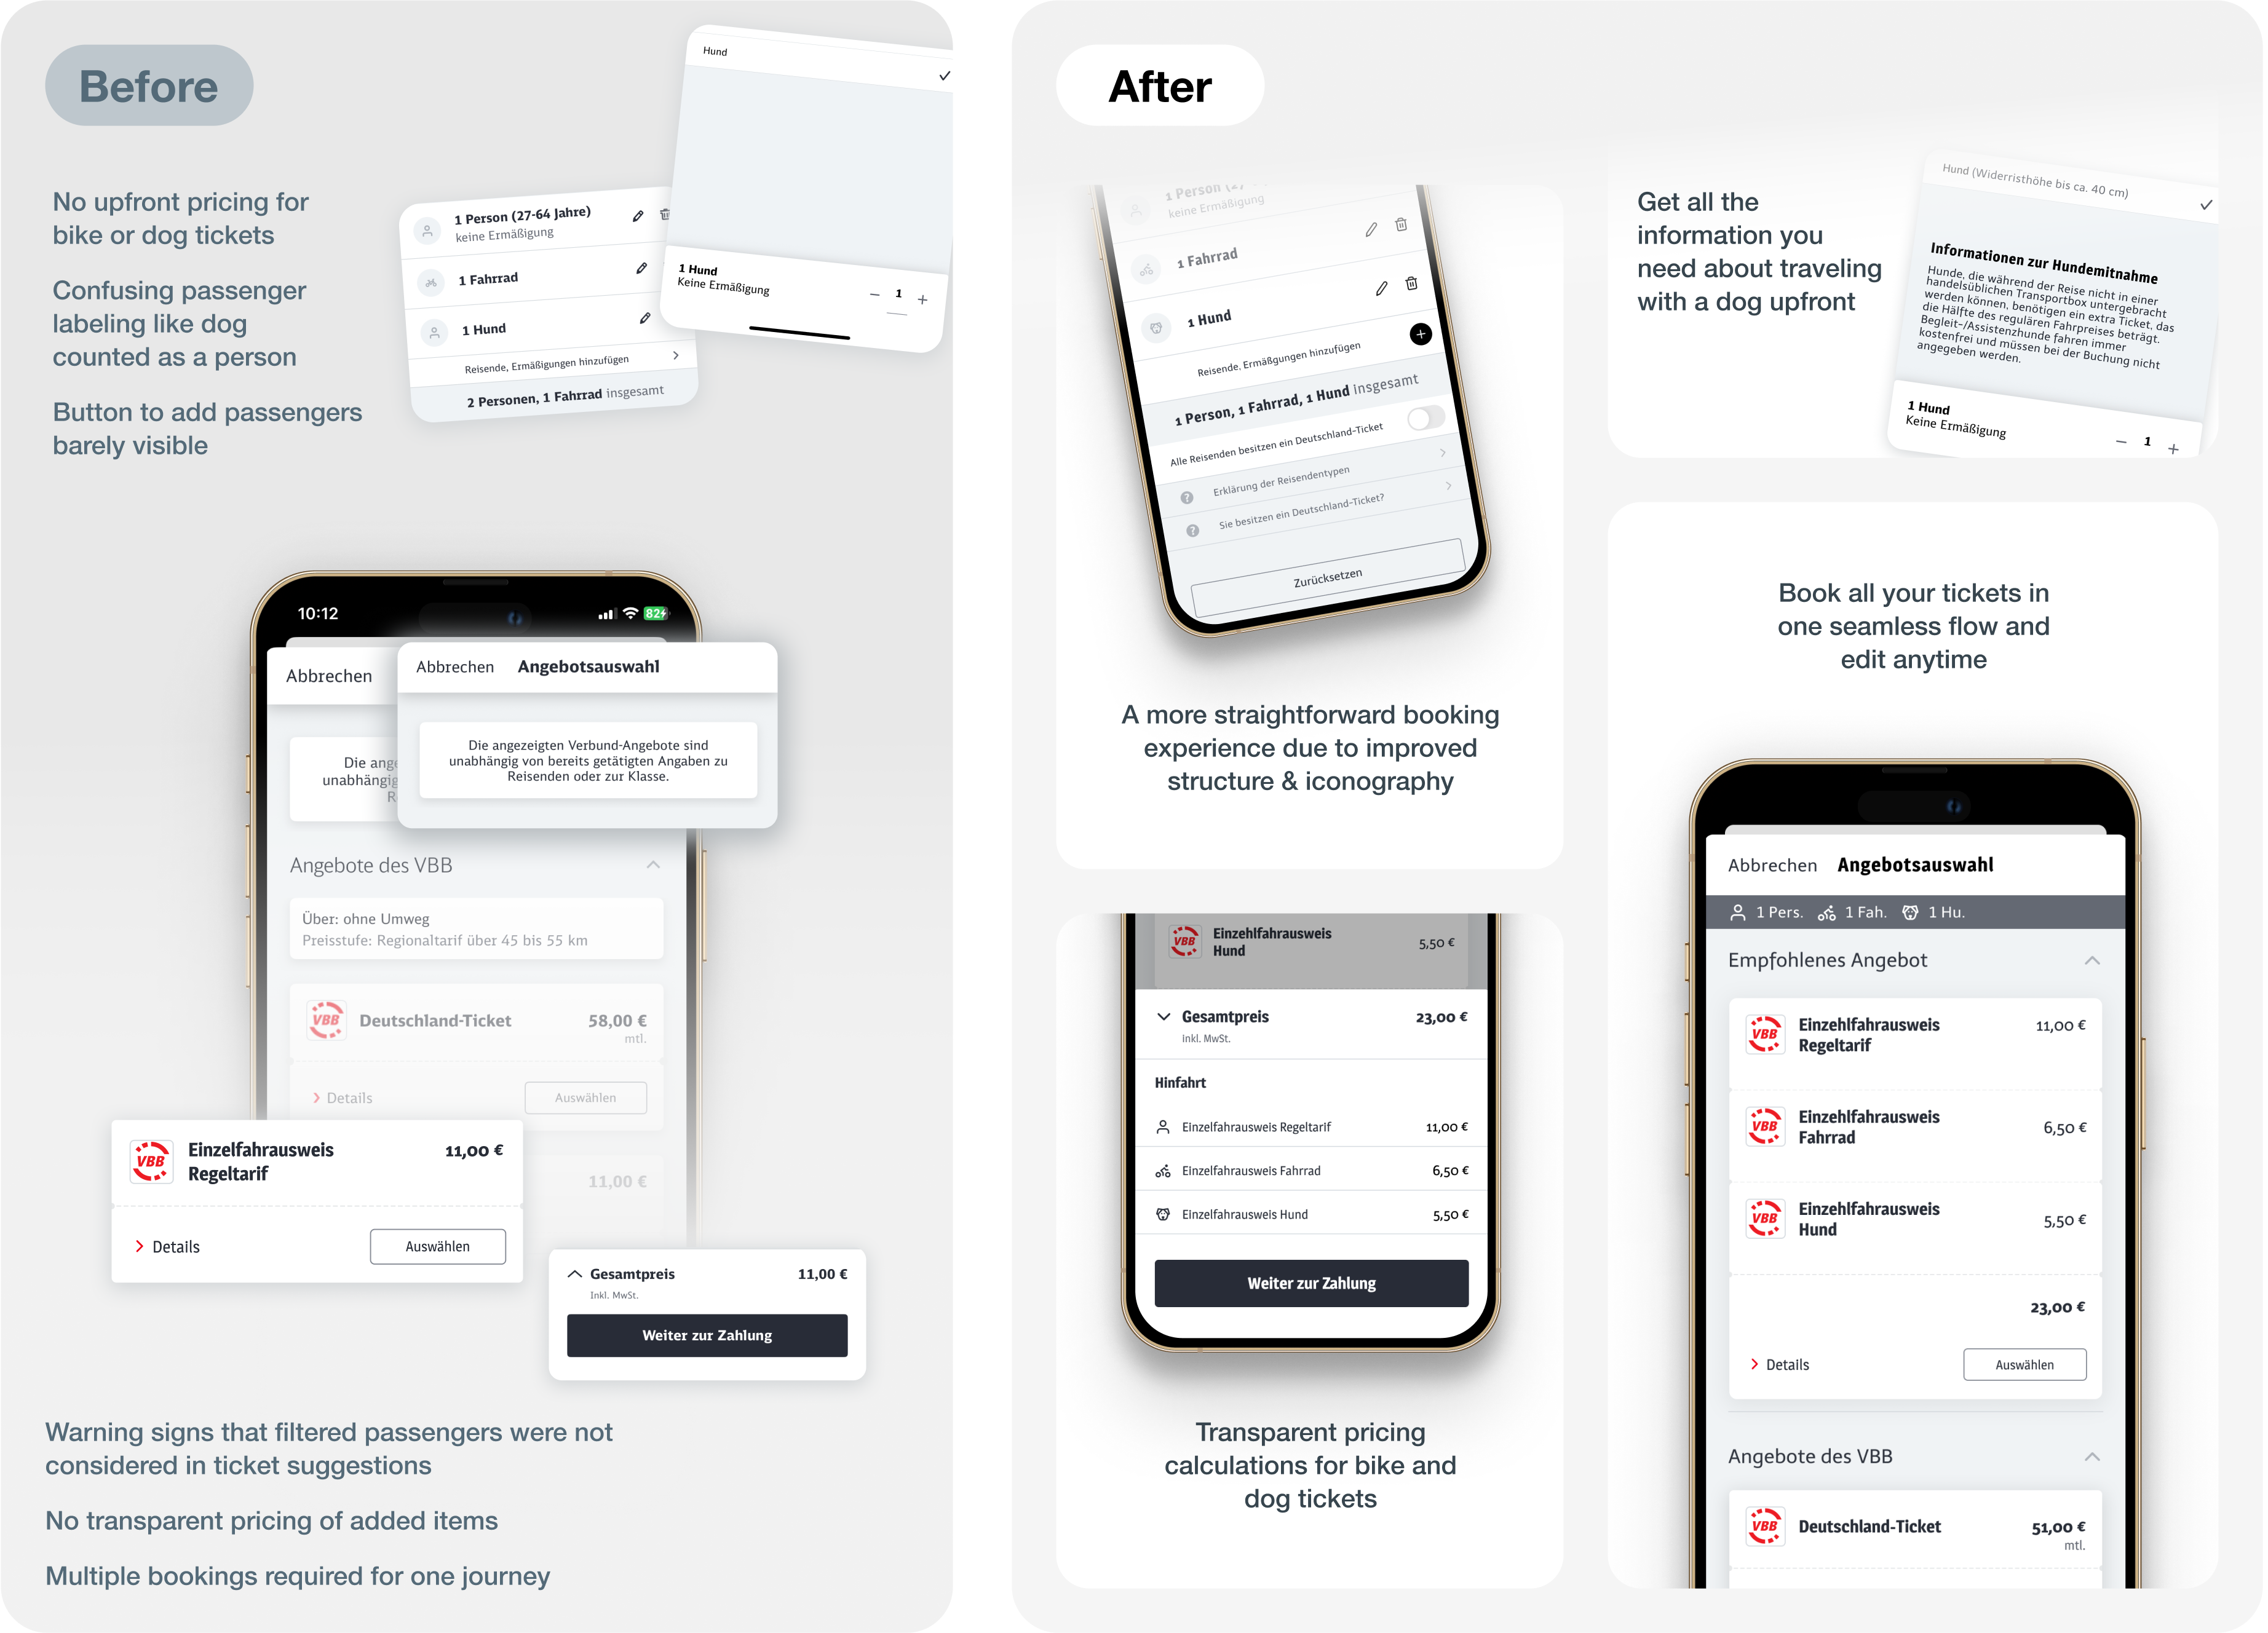 Before
No upfront pricing for
bike or dog tickets
Confusing passenger
labeling like dog
counted as a person
Button to add passengers
barely visible
Hund
1 Person (27-64 Jahre)
keine Ermäßigung
1 Fahrrad
1 Hund
Reisende, Ermäßigungen hinzufügen
2 Personen, 1 Fahrrad insgesamt
1 Hund
Keine Ermäßigung
1
10:12
82
Abbrechen
Die ange
unabhängig
R
Abbrechen Angebotsauswahl
Die angezeigten Verbund-Angebote sind
unabhängig von bereits getätigten Angaben zu
Reisenden oder zur Klasse.
Angebote des VBB
Über: ohne Umweg
Preisstufe: Regionaltarif über 45 bis 55 km
VBB Deutschland-Ticket 58,00 €
mtl.
Details Auswählen
11,00 €
VBB Einzelfahrausweis 11,00 €
Regeltarif
Details Auswählen
Gesamtpreis 11,00 €
Inkl. MwSt.
Weiter zur Zahlung
Warning signs that filtered passengers were not
considered in ticket suggestions
No transparent pricing of added items
Multiple bookings required for one journey
After
1 Person
keine Ermäßigung
1 Fahrrad
1 Hund
Reisende, Ermäßgungen hinzufügen
1 Person, 1 Fahrrad, 1 Hund insgesamt
Alle Reisenden besitzen ein Deutschland-Ticket
? Erklärung der Reisendentypen
? Sie besitzen ein Deutschland-Ticket?
Zurücksetzen
A more straightforward booking
experience due to improved
structure & iconography
Get all the
information you
need about traveling
with a dog upfront
Hund (Widerristhöhe bis ca. 40 cm)
Informationen zur Hundemitnahme
Hunde, die während der Reise nicht in einer
handelsüblichen Transportbox untergebracht
werden können, benötigen ein extra Ticket, das
die Hälfte des regulären Fahrpreises beträgt.
Begleit-/Assistenzhunde fahren immer
kostenfrei und müssen bei der Buchung nicht
angegeben werden.
1 Hund
Keine Ermäßigung
1
VBB Einzehlfahrausweis 5,50 €
Hund
Gesamtpreis 23,00 €
Inkl. MwSt.
Hinfahrt
Einzelfahrausweis Regeltarif 11,00 €
Einzelfahrausweis Fahrrad 6,50 €
Einzelfahrausweis Hund 5,50 €
Weiter zur Zahlung
Transparent pricing
calculations for bike and
dog tickets
Book all your tickets in
one seamless flow and
edit anytime
Abbrechen Angebotsauswahl
1 Pers. 1 Fah. 1 Hu.
Empfohlenes Angebot
VBB Einzehlfahrausweis 11,00 €
Regeltarif
VBB Einzehlfahrausweis 6,50 €
Fahrrad
VBB Einzehlfahrausweis 5,50 €
Hund
23,00 €
Details Auswählen
Angebote des VBB
VBB Deutschland-Ticket 51,00 €
mtl.